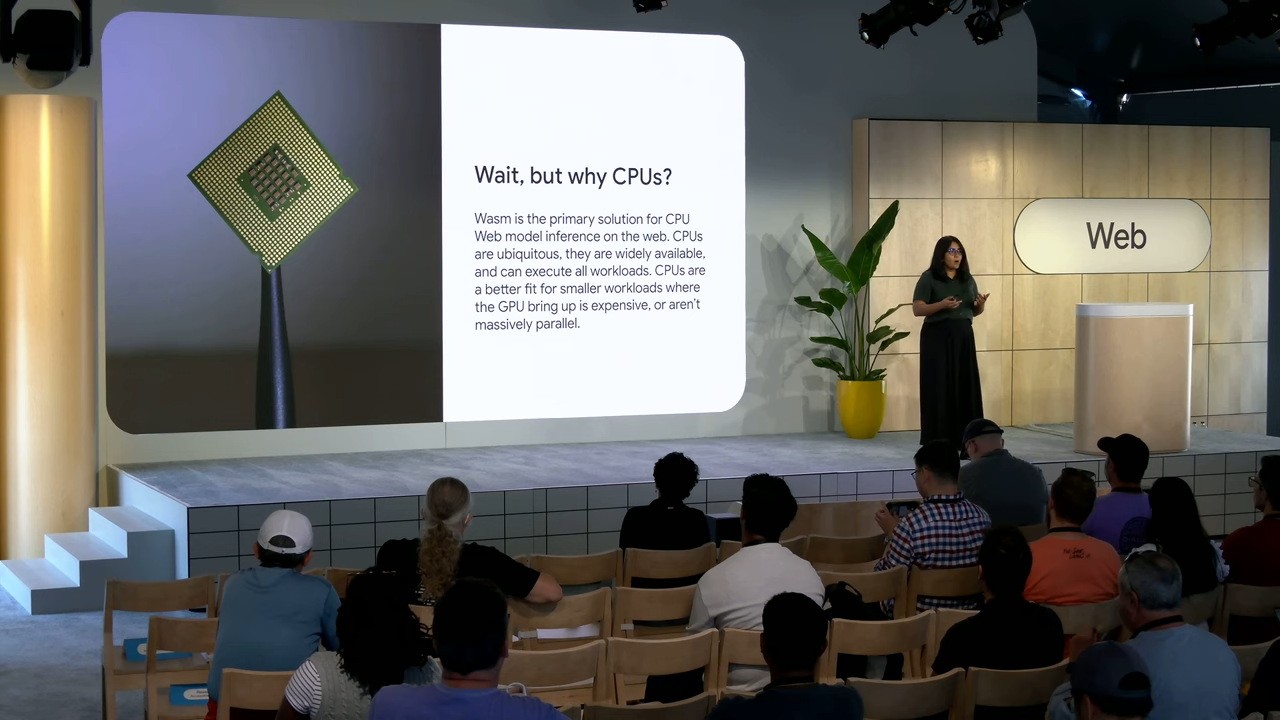 Wait, but why CPUs?
Wasm is the primary solution for CPU
Web model inference on the web. CPUs
are ubiquitous, they are widely available,
and can execute all workloads. CPUs are
a better fit for smaller workloads where
the GPU bring up is expensive, or aren't
massively parallel.
Web